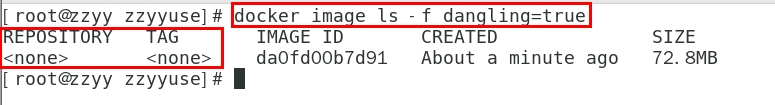 [root@zzyy zzyyuse]# docker image ls -f dangling=true
REPOSITORY TAG IMAGE ID CREATED SIZE
<none> <none> da0fd00b7d91 About a minute ago 72.8MB
[root@zzyy zzyyuse]#